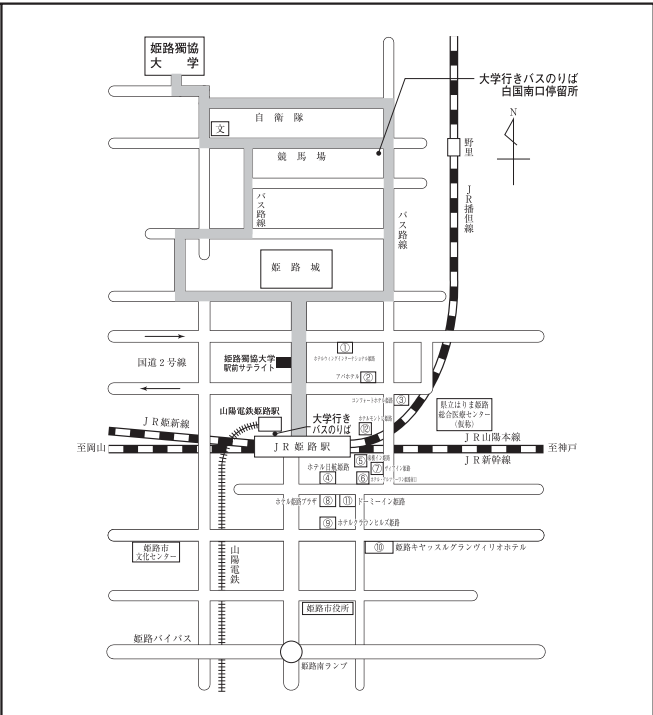 姫路獨協
大　学
大学行きバスのりば
白国南口停留所
N
自　衛　隊
文
競　馬　場
野里
JR播但線
バス路線
バス路線
姫　路　城
①
ホテルウィングインターナショナル姫路
国道2号線
姫路獨協大学
駅前サテライト
アパホテル
②
コンフォートホテル姫路
③
県立はりま姫路
総合医療センター
(仮称)
山陽電鉄姫路駅
大学行き
バスのりば
ホテルモントレ姫路
⑫
JR姫新線
JR山陽本線
至岡山
JR姫路駅
至神戸
JR新幹線
⑤
東横イン姫路
ホテル日航姫路
④
⑦
⑥
ホテル姫路プラザ
⑧
⑪
ドーミーイン姫路
⑨
ホテルクラウンヒルズ姫路
姫路市
文化センター
山陽電鉄
⑩
姫路キャッスルグランヴィリオホテル
姫路市役所
姫路バイパス
姫路南ランプ